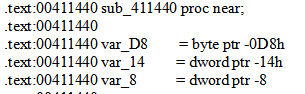 .text:00411440 sub_411440 proc near;
.text:00411440
.text:00411440 var_D8 = byte ptr -0D8h
.text:00411440 var_14 = dword ptr -14h
.text:00411440 var_8 = dword ptr -8